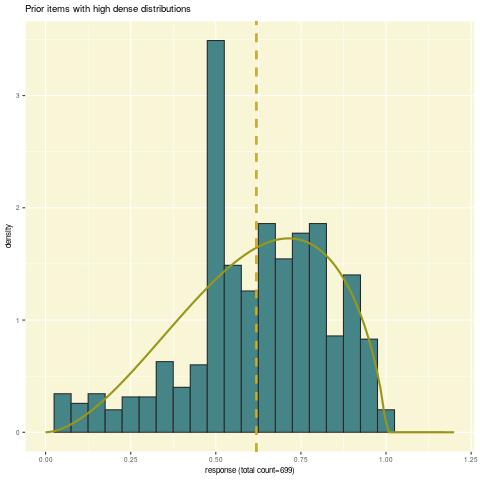 Prior items with high dense distributions
3
2
1
0
density
0.00 0.25 0.50 0.75 1.00 1.25
response (total count=699)